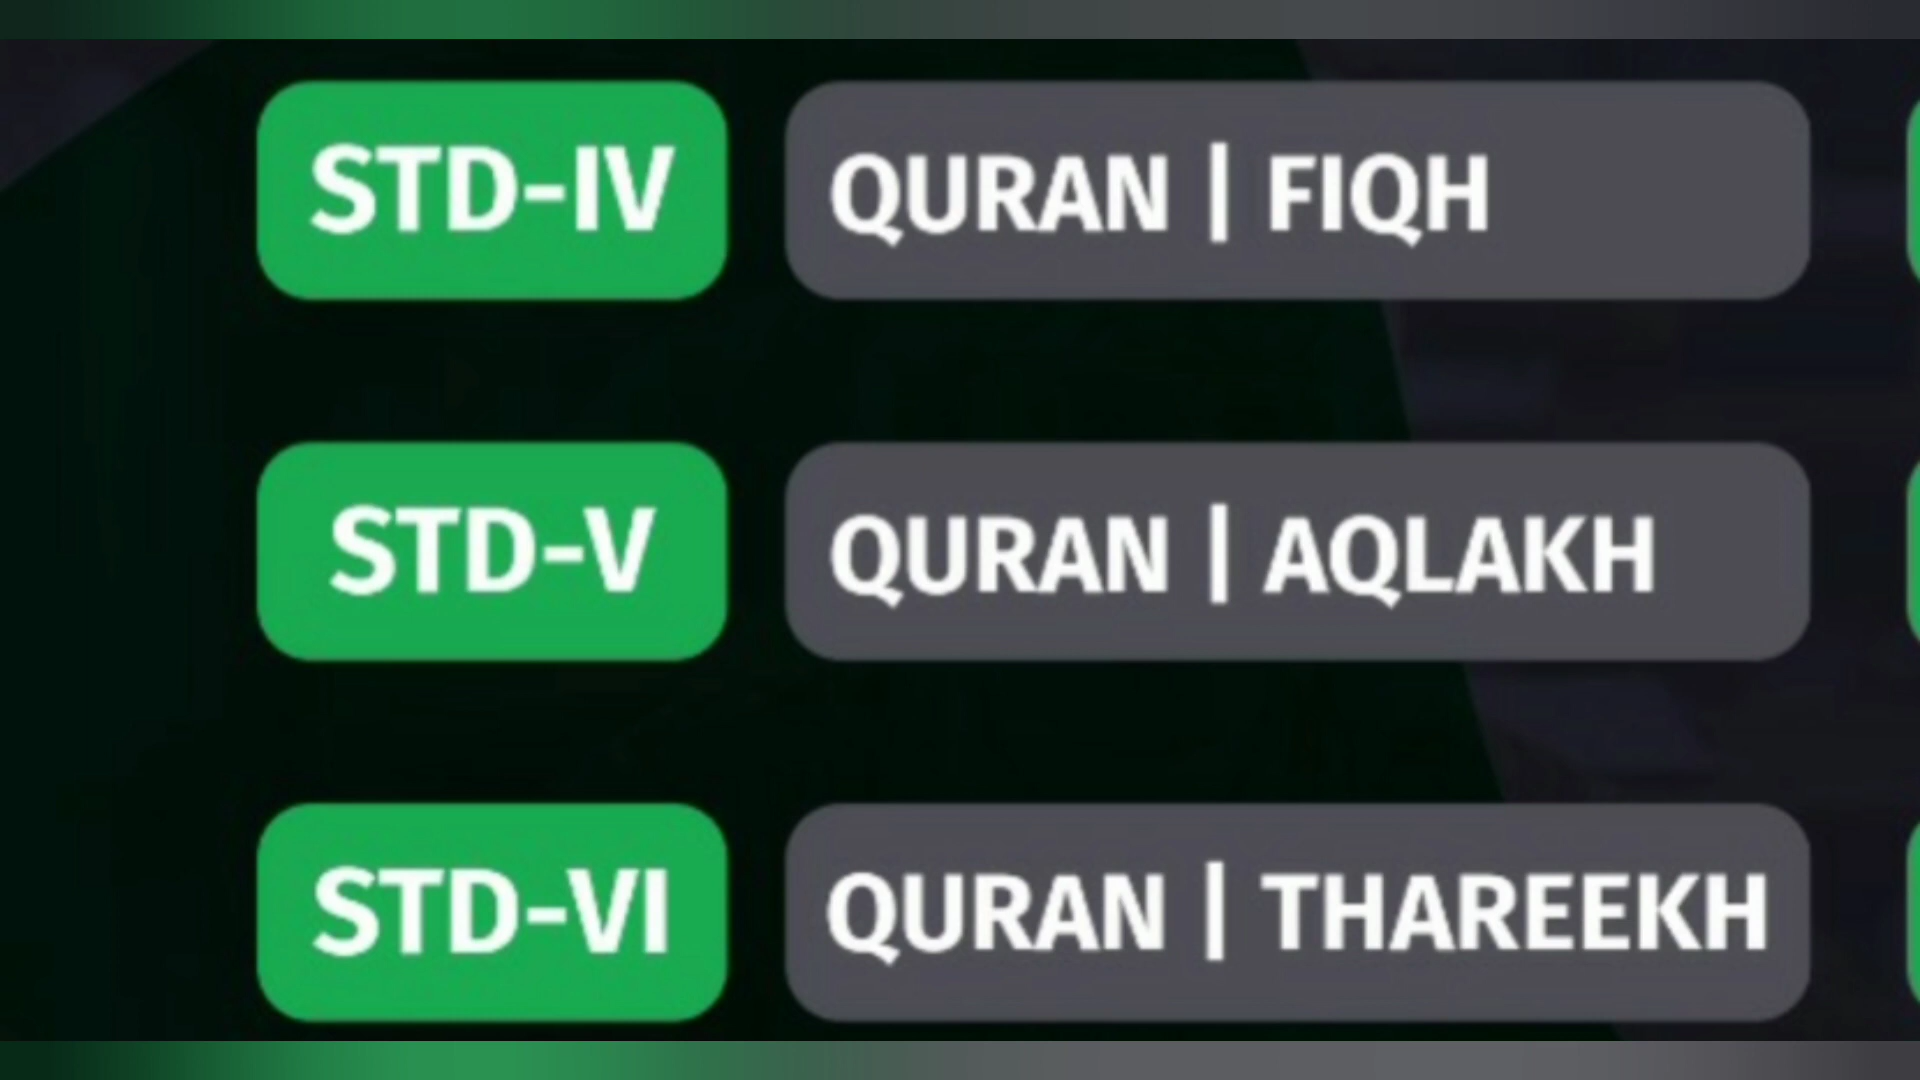 STD-IV QURAN | FIQH
STD-V QURAN | AQLAKH
STD-VI QURAN | THAREEKH